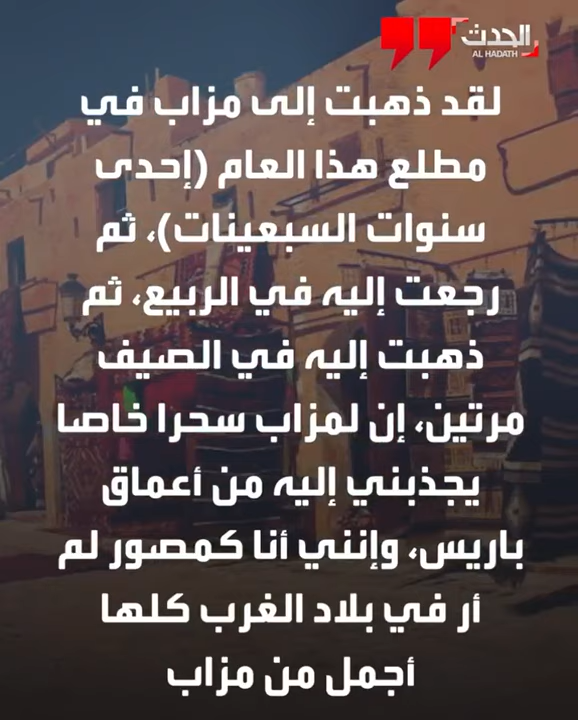 الحدث
AL HADATH
لقد ذهبت إلى مزاب في
مطلع هذا العام (إحدى
سنوات السبعينات)، ثم
رجعت إليه في الربيع، ثم
ذهبت إليه في الصيف
مرتين، إن لمزاب سحرا خاصا
يجذبني إليه من أعماق
باريس، وإنني أنا كمصور لم
أر في بلاد الغرب كلها
أجمل من مزاب